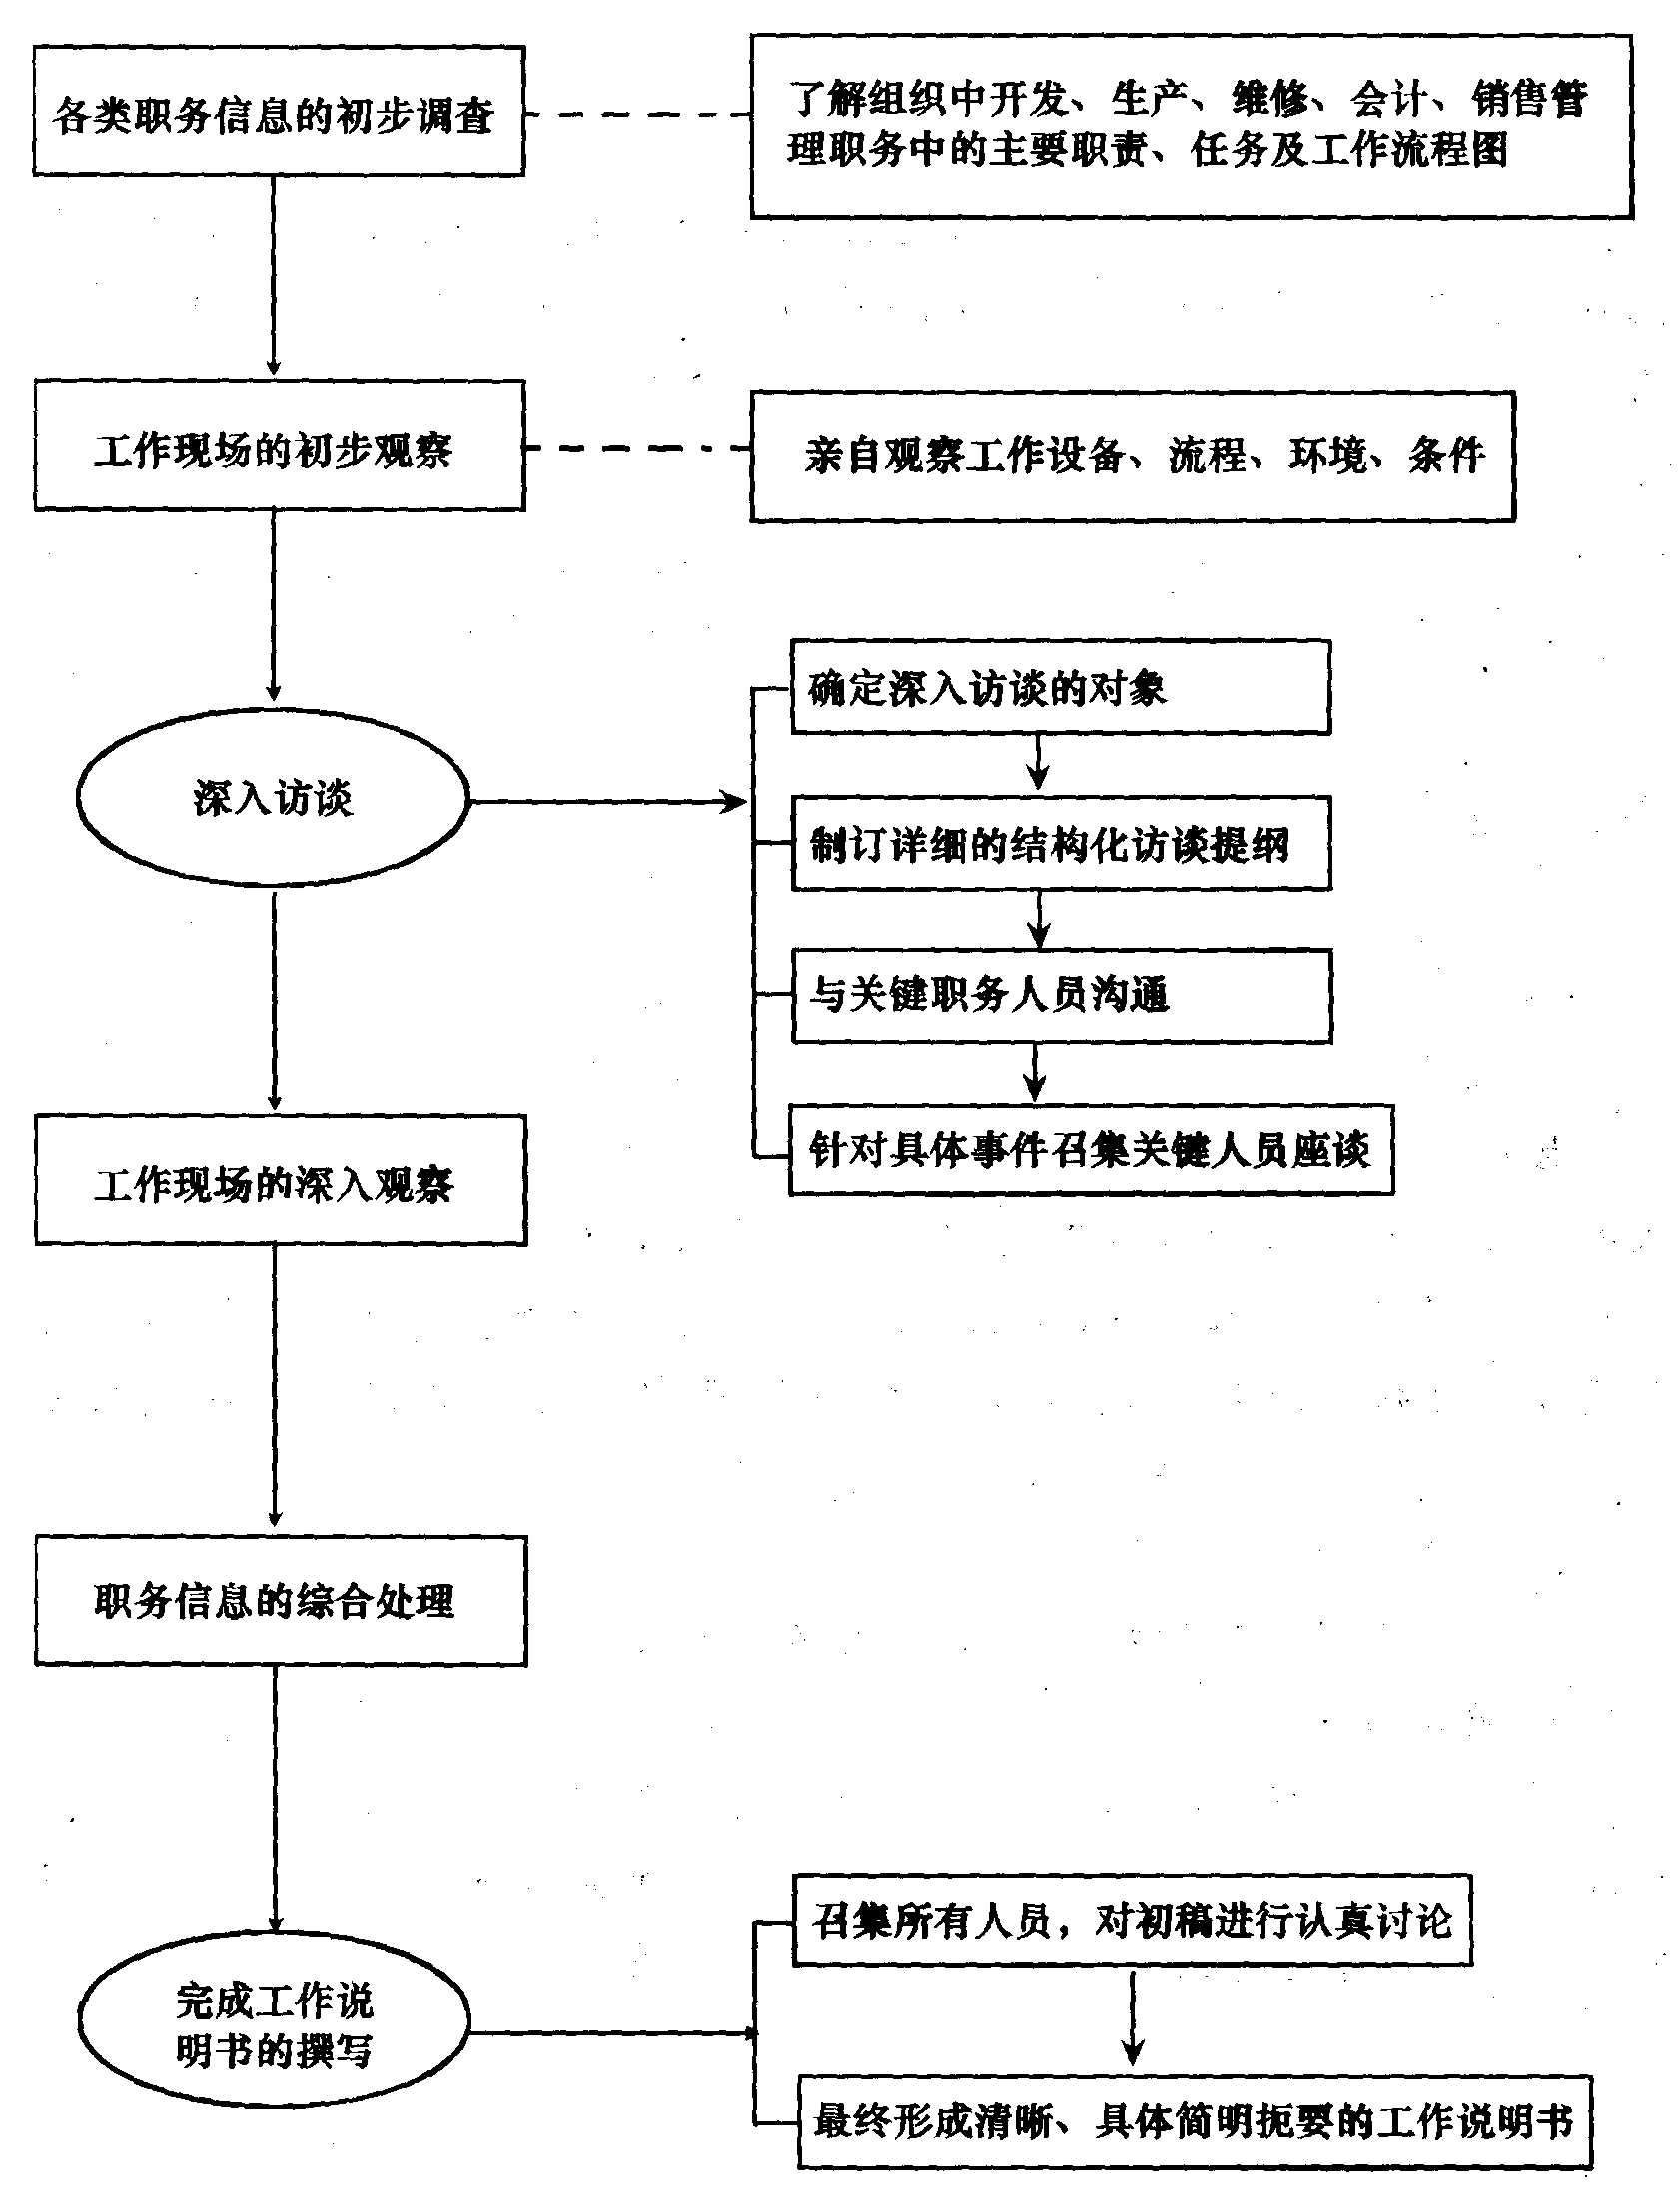 各类职务信息的初步调查
了解组织中开发、生产、维修、会计、销售管
理职务中的主要职责、任务及工作流程图
工作现场的初步观察
亲自观察工作设备、流程、环境、条件
深入访谈
确定深入访谈的对象
制订详细的结构化访谈提纲
与关键职务人员沟通
针对具体事件召集关键人员座谈
工作现场的深入观察
职务信息的综合处理
完成工作说
明书的撰写
召集所有人员，对初稿进行认真讨论
最终形成清晰、具体简明扼要的工作说明书